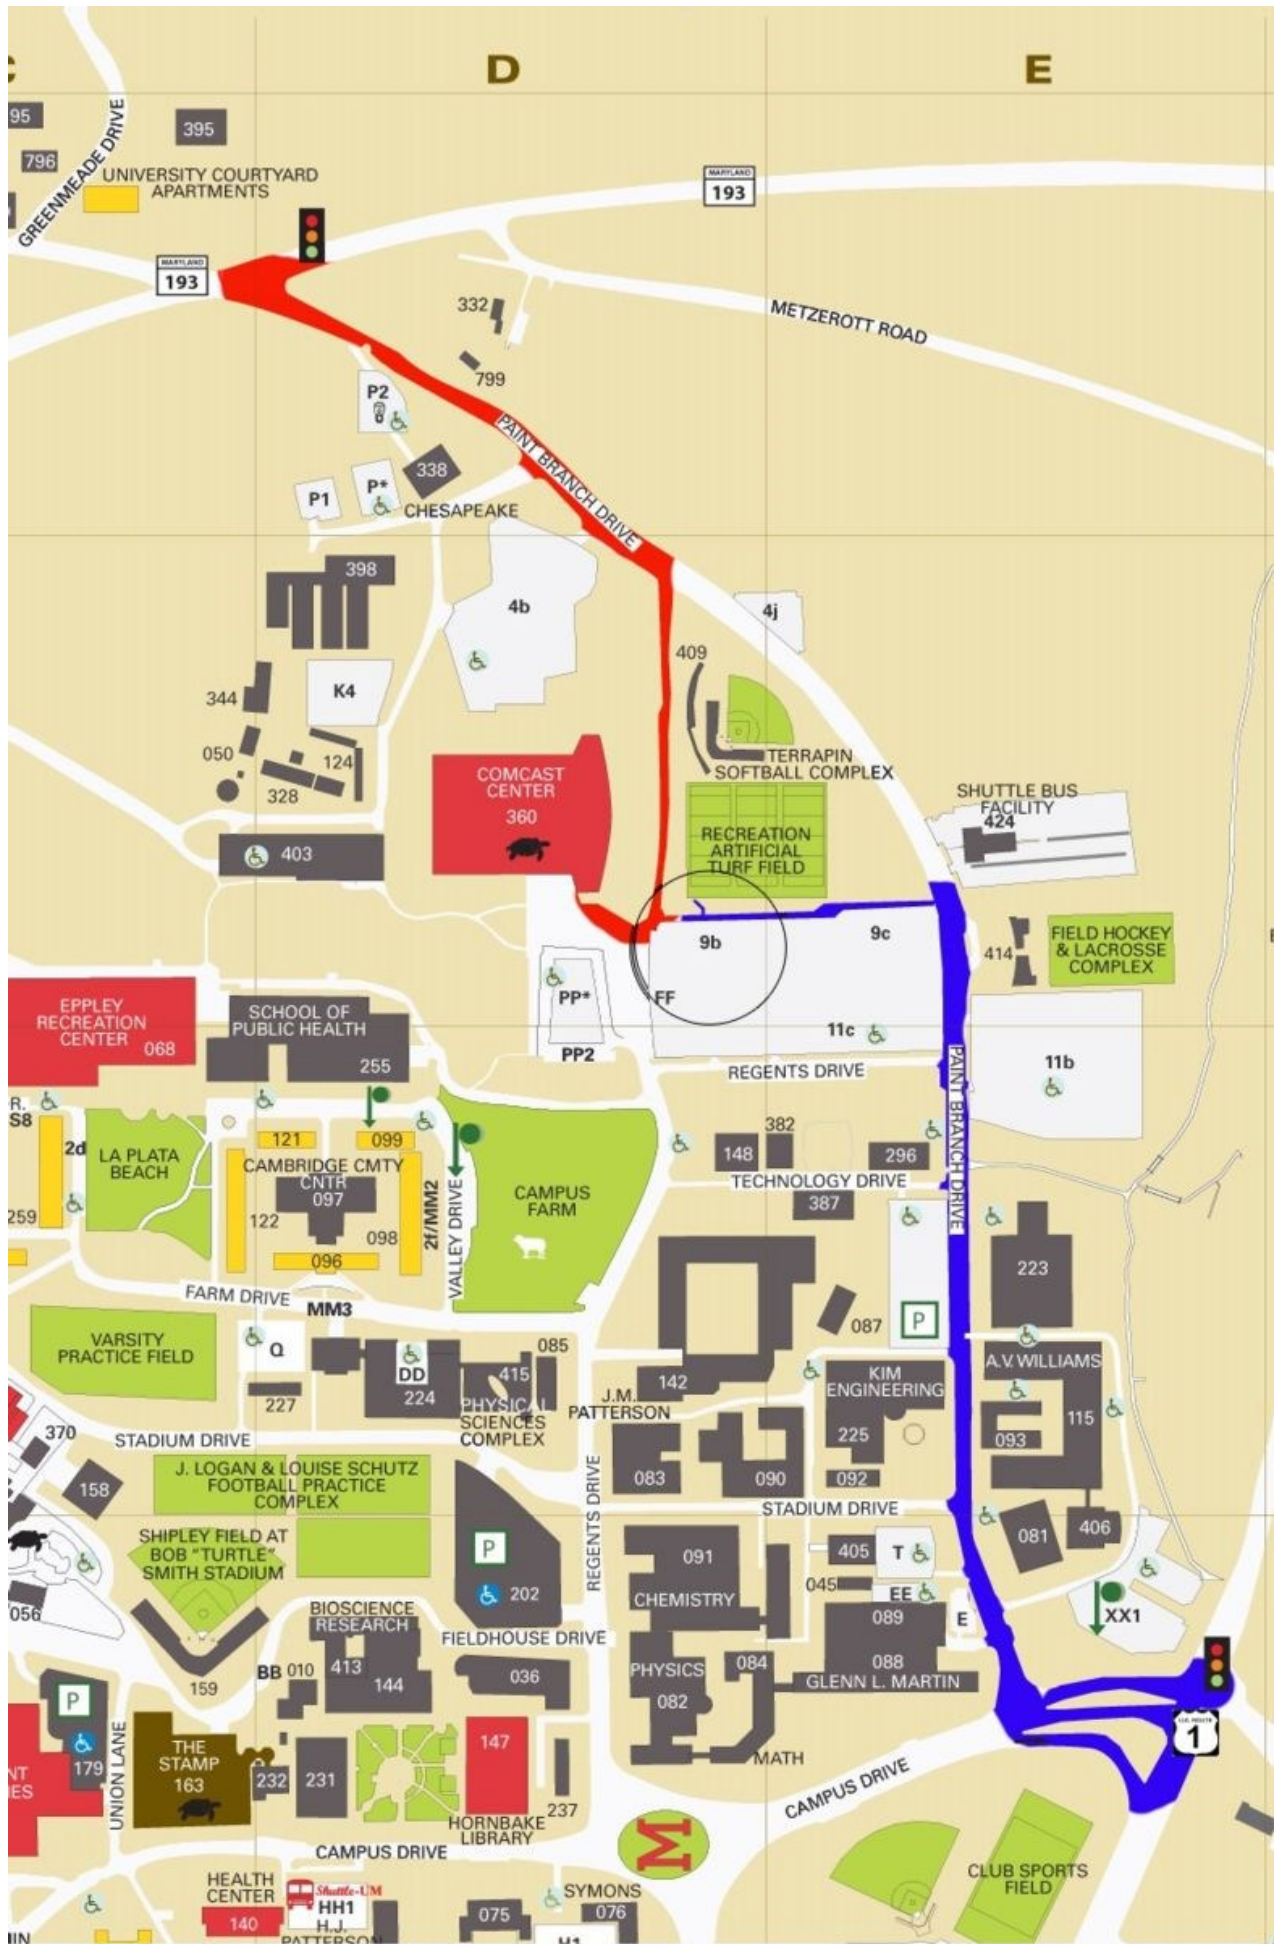 C
D
E
95
395
796
GREENMEADE DRIVE
UNIVERSITY COURTYARD
APARTMENTS
MARYLAND
193
MARYLAND
193
332
METZEROTT ROAD
799
P2
PAINT BRANCH DRIVE
338
P1
P*
CHESAPEAKE
398
4b
4j
409
344
K4
050
124
328
TERRAPIN
SOFTBALL COMPLEX
COMCAST
CENTER
360
SHUTTLE BUS
FACILITY
424
RECREATION
ARTIFICIAL
TURF FIELD
403
9b
9c
414
FIELD HOCKEY
& LACROSSE
COMPLEX
PP*
FF
EPPLEY
RECREATION
CENTER
068
SCHOOL OF
PUBLIC HEALTH
255
11c
PP2
REGENTS DRIVE
11b
PAINT BRANCH DRIVE
R.
S8
2d
LA PLATA
BEACH
121
099
CAMBRIDGE CMTY
CNTR
097
122
098
2f/MM2
096
259
VALLEY DRIVE
CAMPUS
FARM
148
382
296
TECHNOLOGY DRIVE
387
223
FARM DRIVE
MM3
VARSITY
PRACTICE FIELD
Q
227
DD
224
415
085
PHYSICAL
SCIENCES
COMPLEX
J.M.
PATTERSON
142
087
P
KIM
ENGINEERING
225
A.V. WILLIAMS
115
093
370
STADIUM DRIVE
158
J. LOGAN & LOUISE SCHUTZ
FOOTBALL PRACTICE
COMPLEX
REGENTS DRIVE
083
090
092
STADIUM DRIVE
081
406
SHIPLEY FIELD AT
BOB "TURTLE"
SMITH STADIUM
P
202
091
CHEMISTRY
405
T
045
EE
E
089
XX1
056
BIOSCIENCE
RESEARCH
FIELDHOUSE DRIVE
413
144
BB
010
036
159
PHYSICS
082
084
088
GLENN L. MARTIN
P
179
UNION LANE
THE
STAMP
163
232
231
147
HORNBAKE
LIBRARY
237
MATH
CAMPUS DRIVE
1
NT
IES
M
CAMPUS DRIVE
CLUB SPORTS
FIELD
HEALTH
CENTER
140
Shuttle-UM
HH1
H.J.
PATTERSON
075
SYMONS
076
H1
IIN